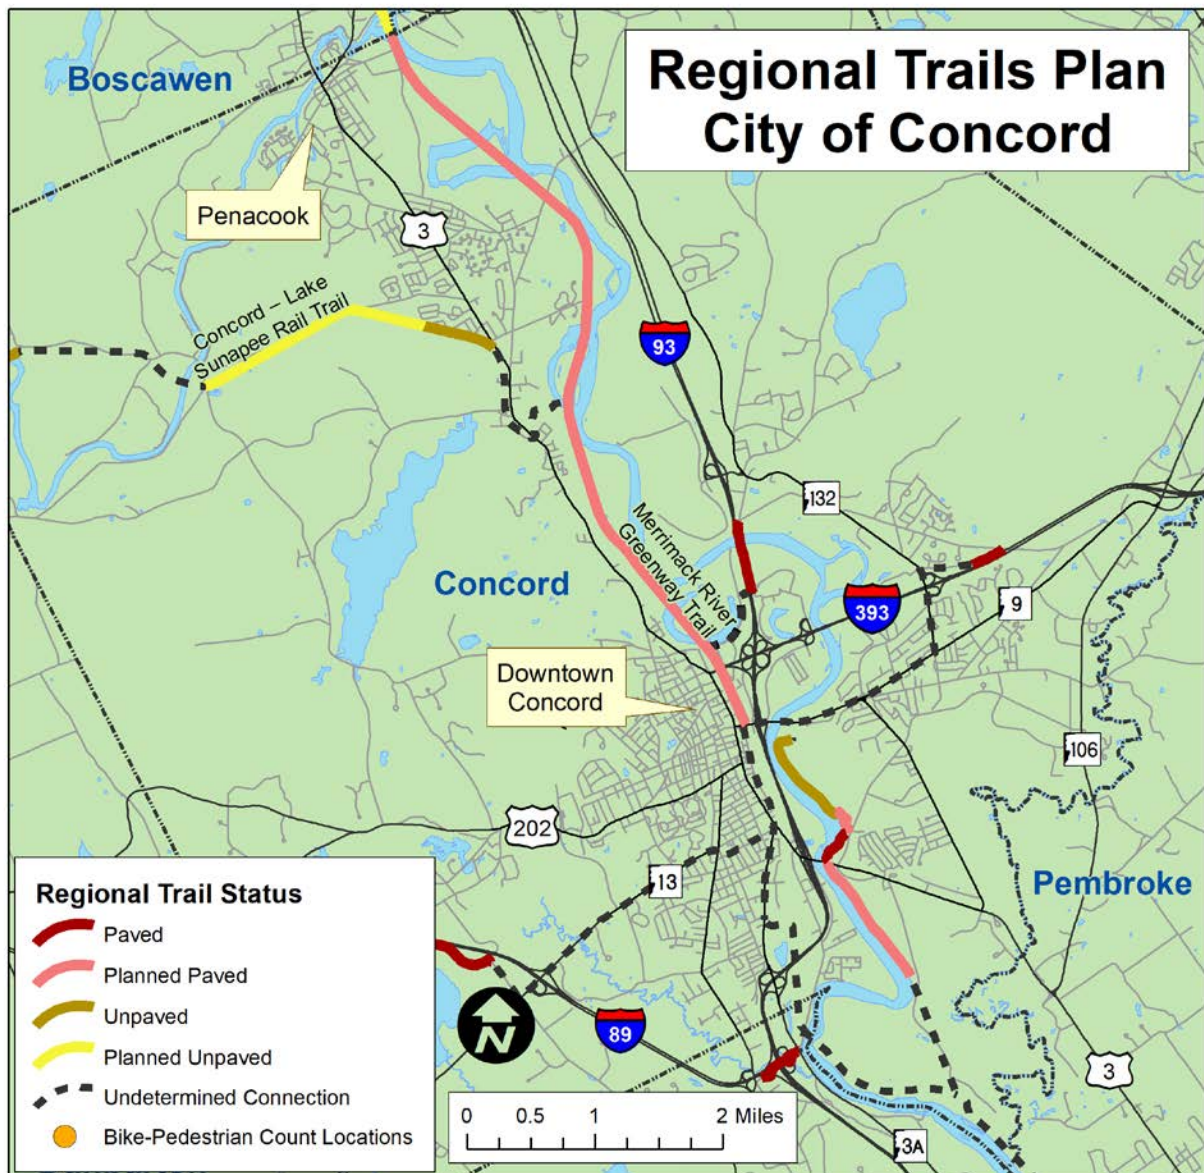 Regional Trails Plan
City of Concord
Boscawen
Penacook
3
Concord – Lake
Sunapee Rail Trail
93
132
Merrimack River
Greenway Trail
Concord
393
9
Downtown
Concord
106
202
13
Pembroke
Regional Trail Status
Paved
Planned Paved
Unpaved
Planned Unpaved
Undetermined Connection
Bike-Pedestrian Count Locations
N
89
0 0.5 1 2 Miles
3
3A